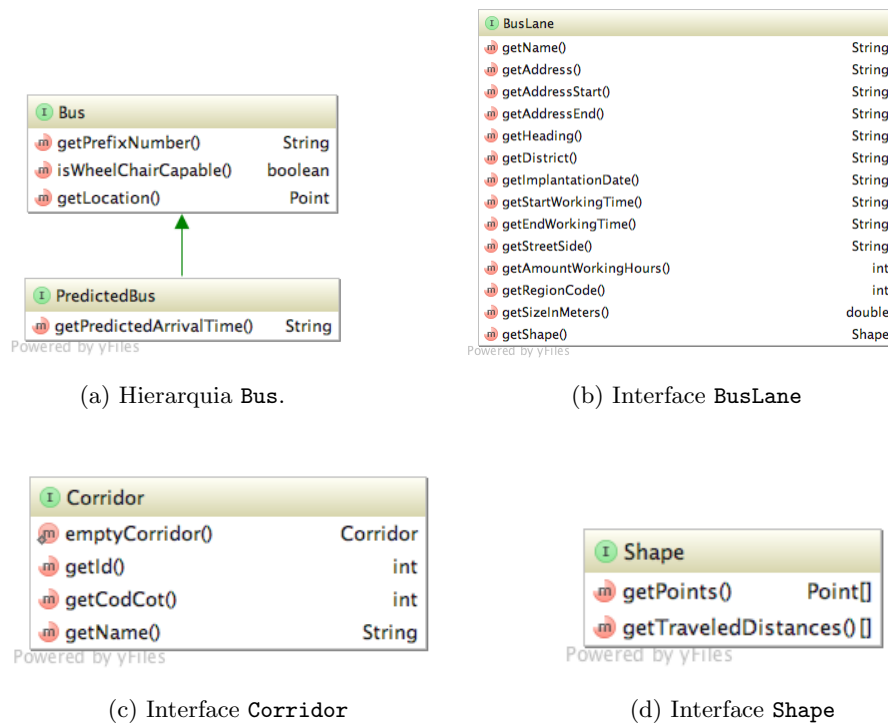 I Bus
m getPrefixNumber() String
m isWheelChairCapable() boolean
m getLocation() Point
I PredictedBus
m getPredictedArrivalTime() String
Powered by yFiles
(a) Hierarquia Bus.
I BusLane
m getName() String
m getAddress() String
m getAddressStart() String
m getAddressEnd() String
m getHeading() String
m getDistrict() String
m getImplantationDate() String
m getStartWorkingTime() String
m getEndWorkingTime() String
m getStreetSide() String
m getAmountWorkingHours() int
m getRegionCode() int
m getSizeInMeters() double
m getShape() Shape
Powered by yFiles
(b) Interface BusLane
I Corridor
m emptyCorridor() Corridor
m getId() int
m getCodCot() int
m getName() String
Powered by yFiles
(c) Interface Corridor
I Shape
m getPoints() Point[]
m getTraveledDistances() []
Powered by yFiles
(d) Interface Shape